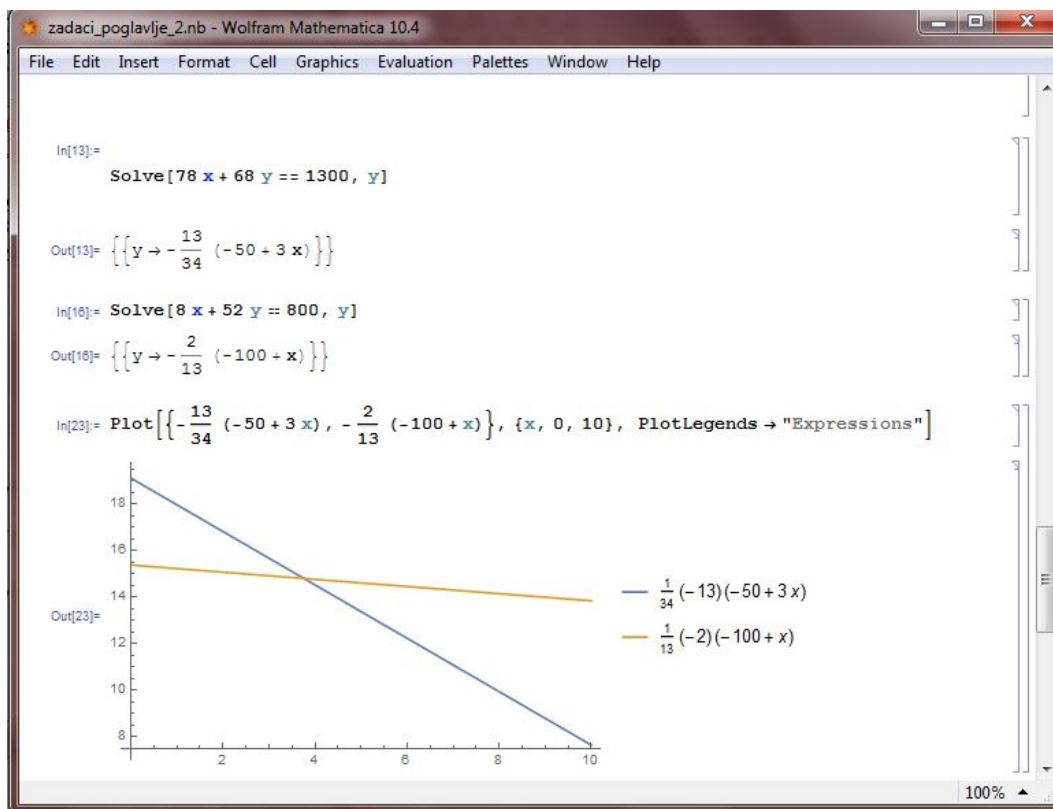 zadaci_poglavlje_2.nb - Wolfram Mathematica 10.4
File Edit Insert Format Cell Graphics Evaluation Palettes Window Help
In[13]:=
Solve[78 x + 68 y == 1300, y]
Out[13]= {{y → -13/34 (-50 + 3 x)}}
In[16]:= Solve[8 x + 52 y == 800, y]
Out[16]= {{y → -2/13 (-100 + x)}}
In[23]:= Plot[{-13/34 (-50 + 3 x), -2/13 (-100 + x)}, {x, 0, 10}, PlotLegends → "Expressions"]
18
16
14
12
10
8
2 4 6 8 10
Out[23]=
1/34 (-13)(-50 + 3 x)
1/13 (-2)(-100 + x)
100%